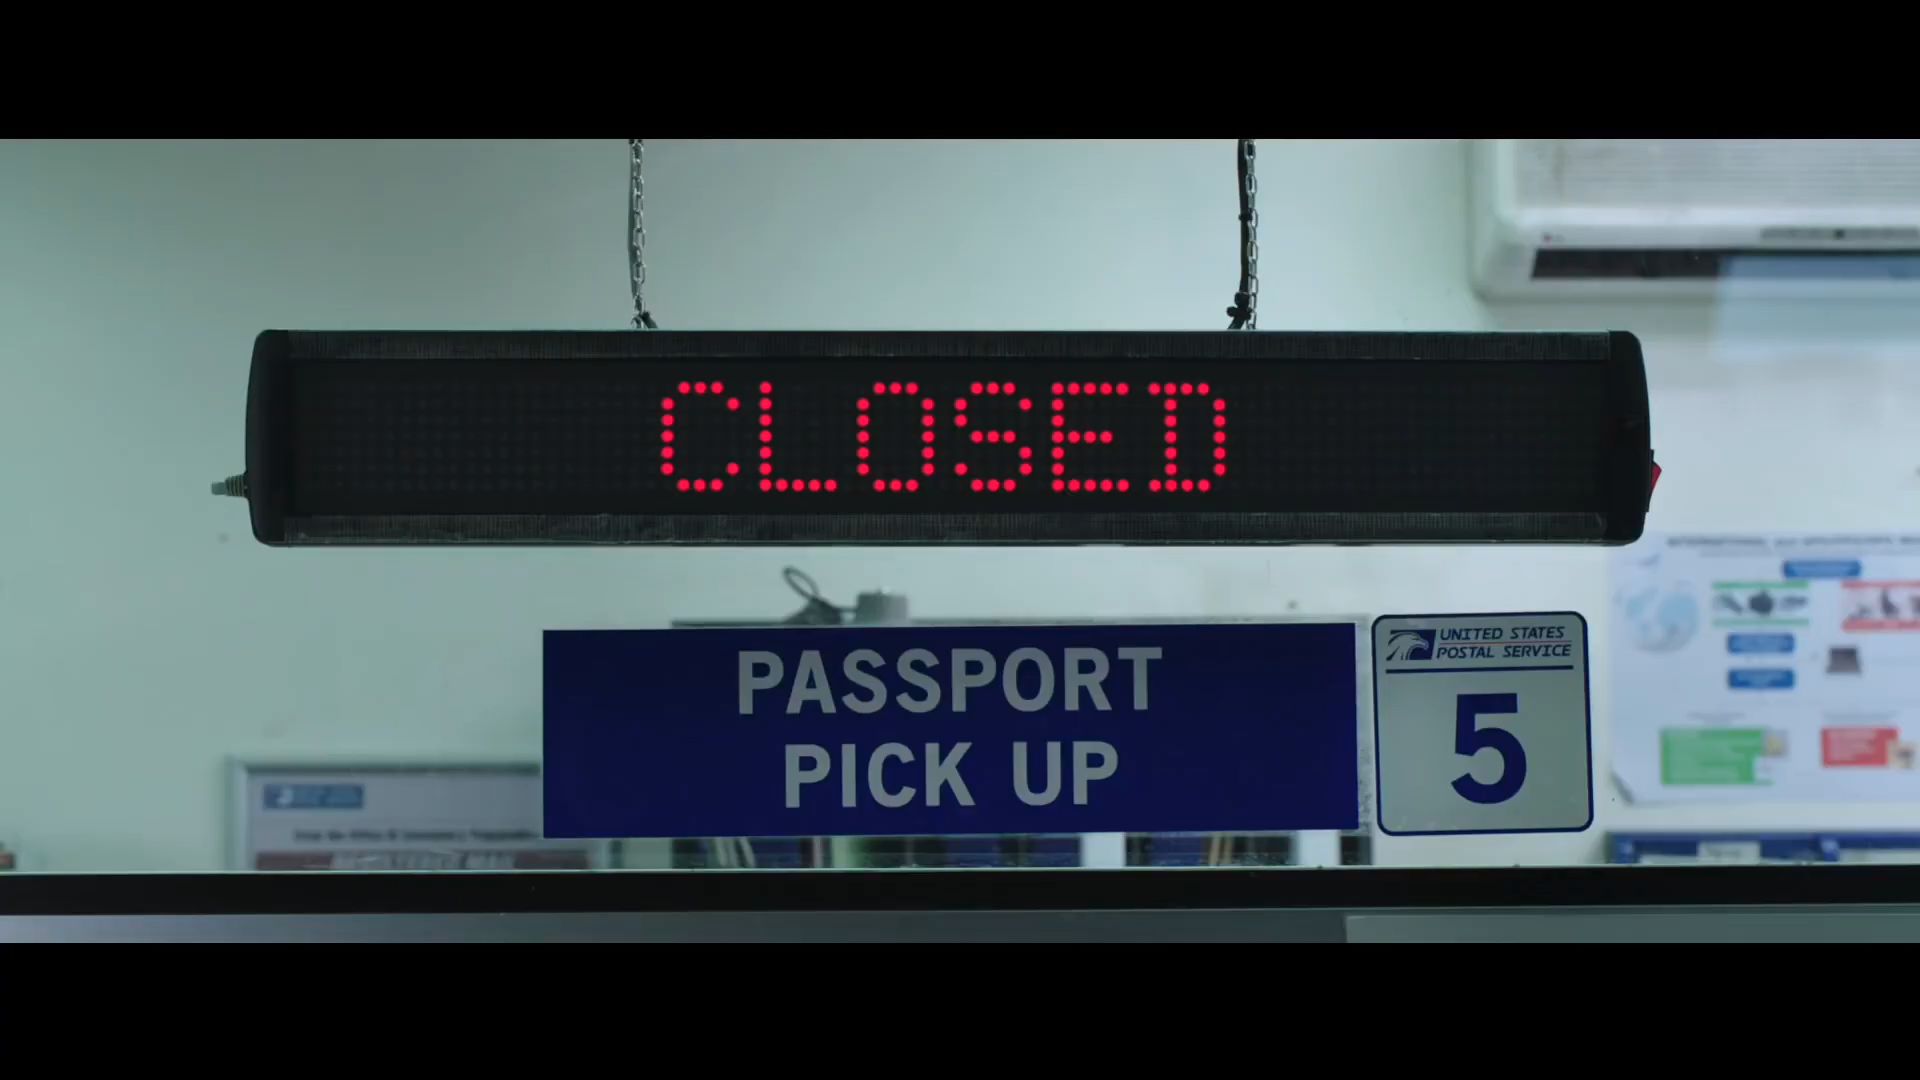 CLOSED
PASSPORT
PICK UP
UNITED STATES
POSTAL SERVICE
5